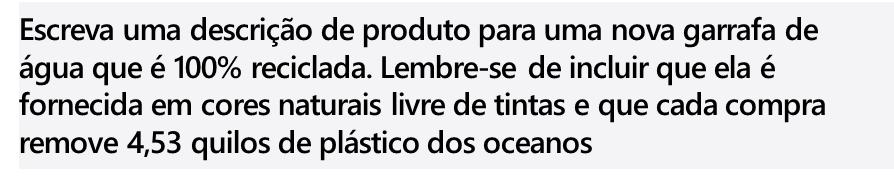 Escreva uma descrição de produto para uma nova garrafa de
água que é 100% reciclada. Lembre-se de incluir que ela é
fornecida em cores naturais livre de tintas e que cada compra
remove 4,53 quilos de plástico dos oceanos